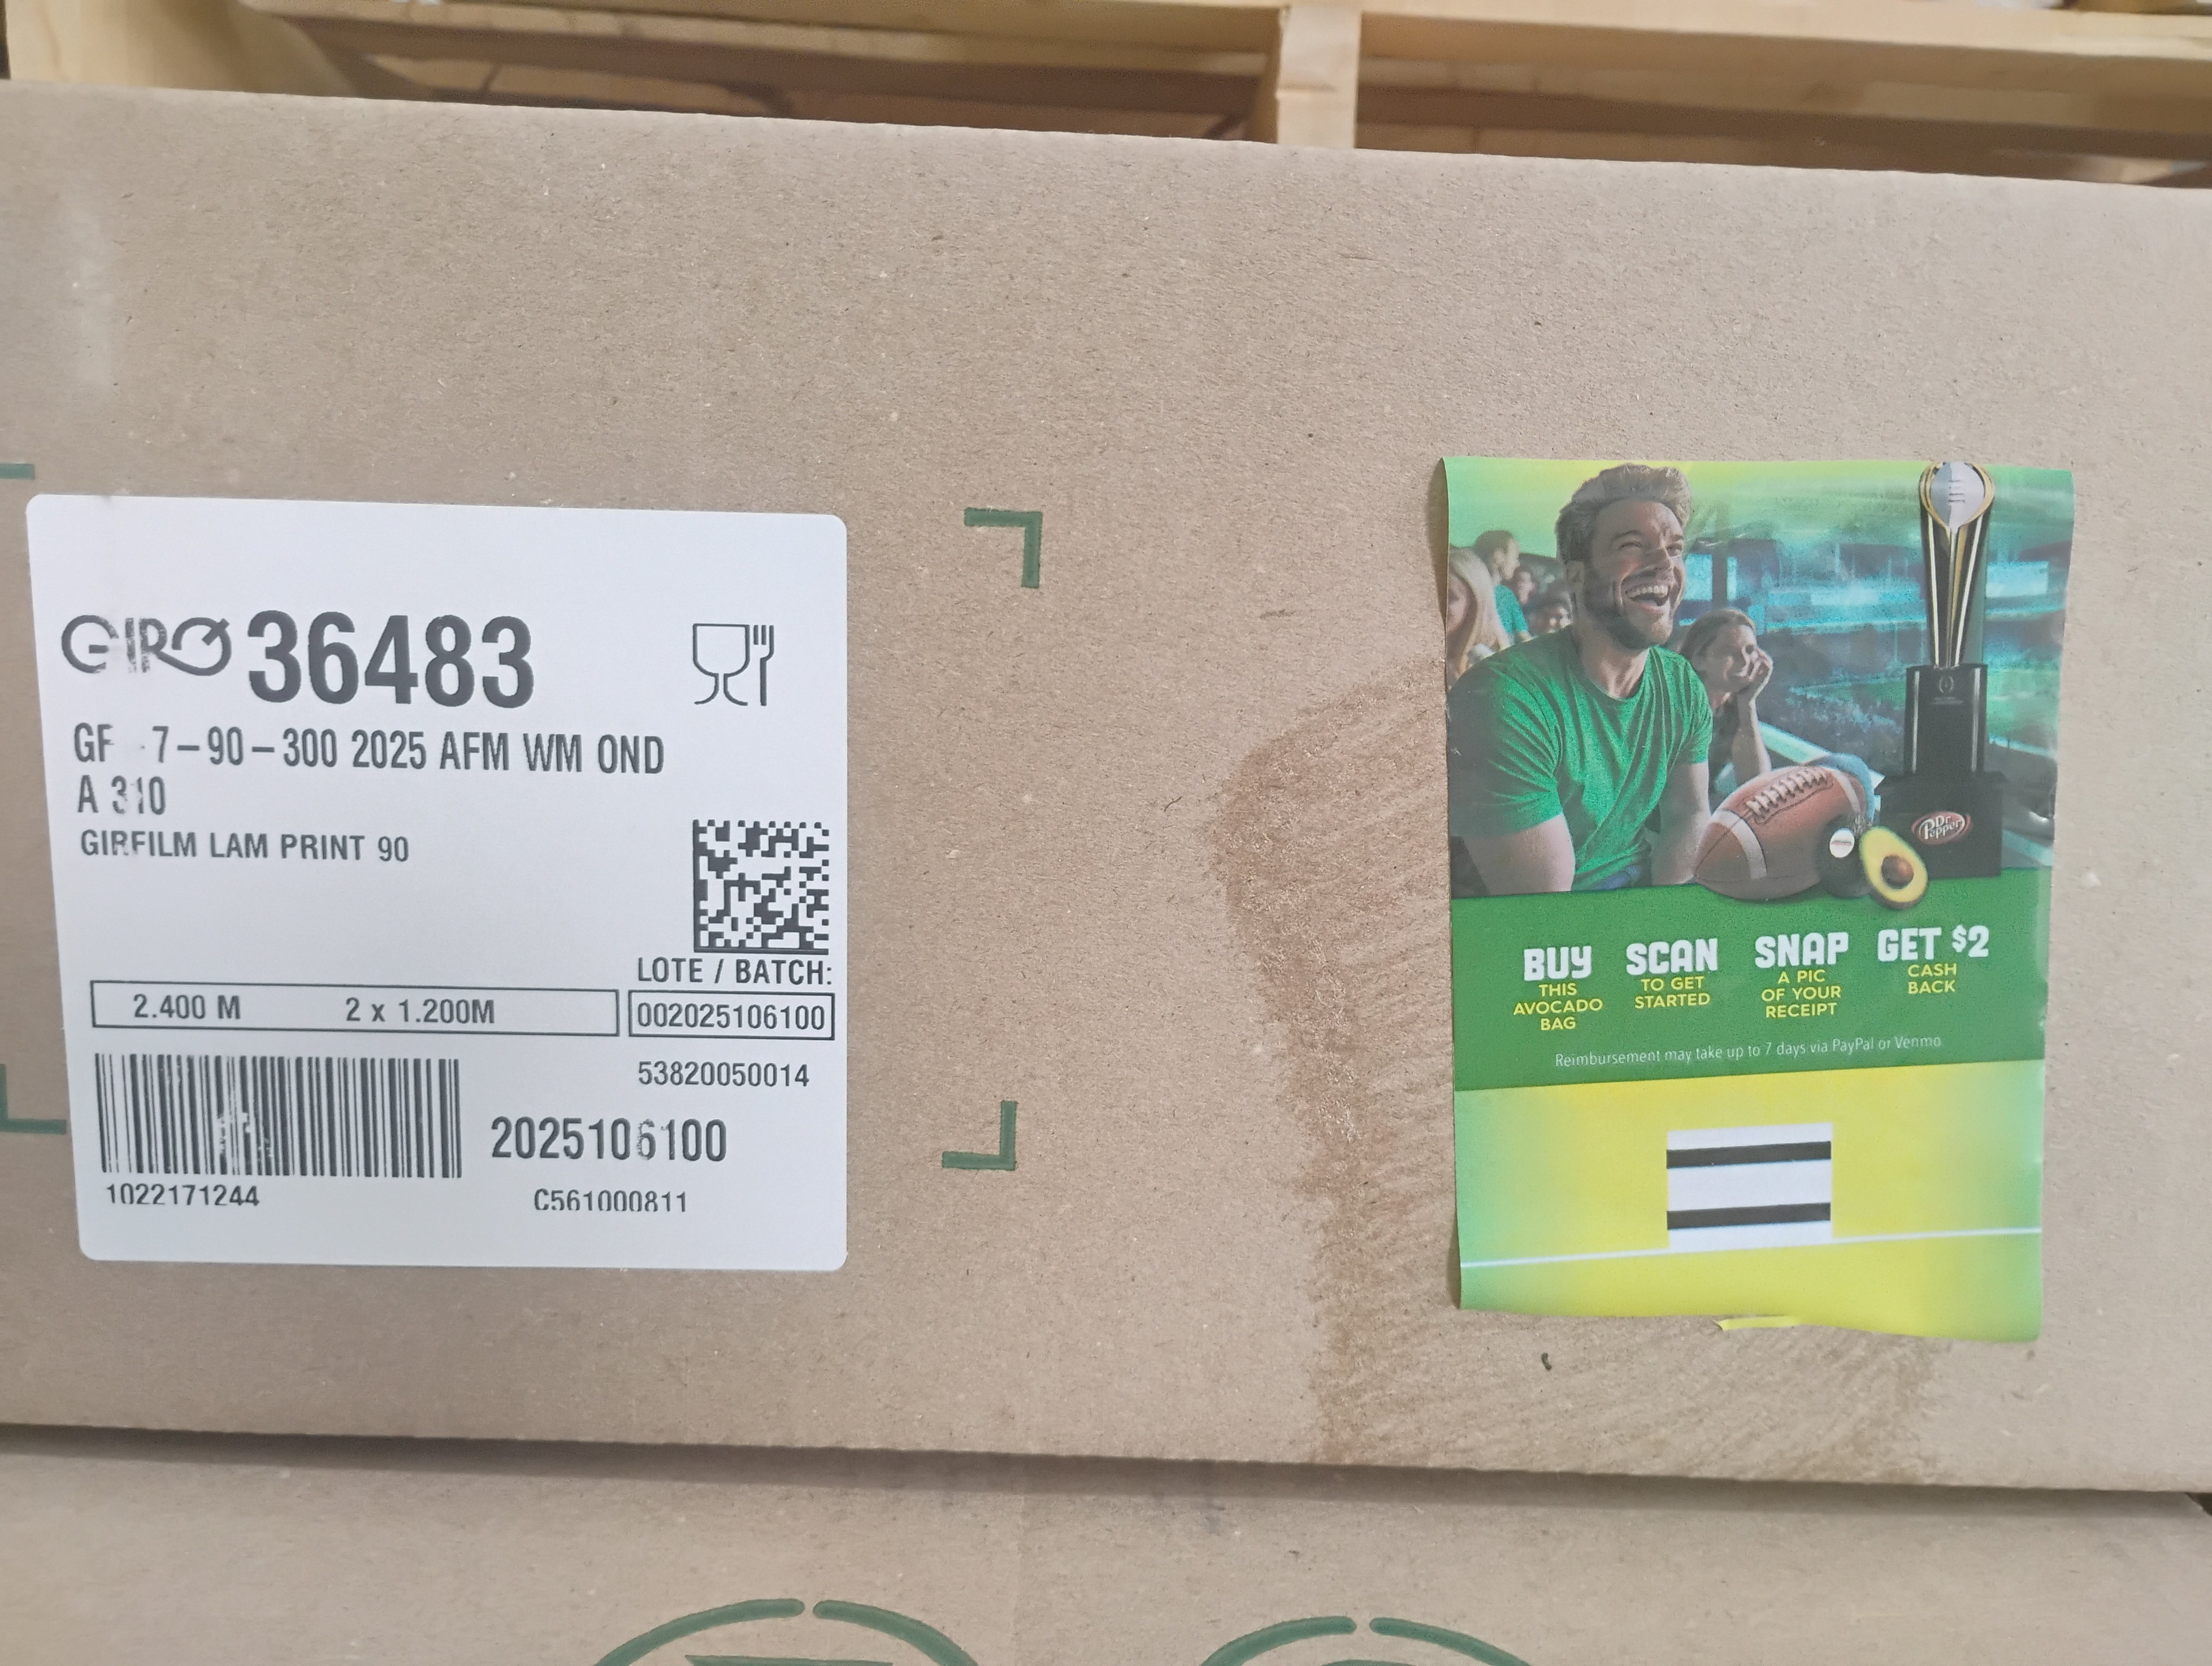 GIRO 36483
GF 7-90-300 2025 AFM WM OND
A 310
GIRFILM LAM PRINT 90
LOTE / BATCH:
2.400 M 2 x 1.200M
002025106100
53820050014
2025106100
1022171244
C561000811
Dr Pepper
BUY
THIS
AVOCADO
BAG
SCAN
TO GET
STARTED
SNAP
A PIC
OF YOUR
RECEIPT
GET $2
CASH
BACK
Reimbursement may take up to 7 days via PayPal or Venmo.